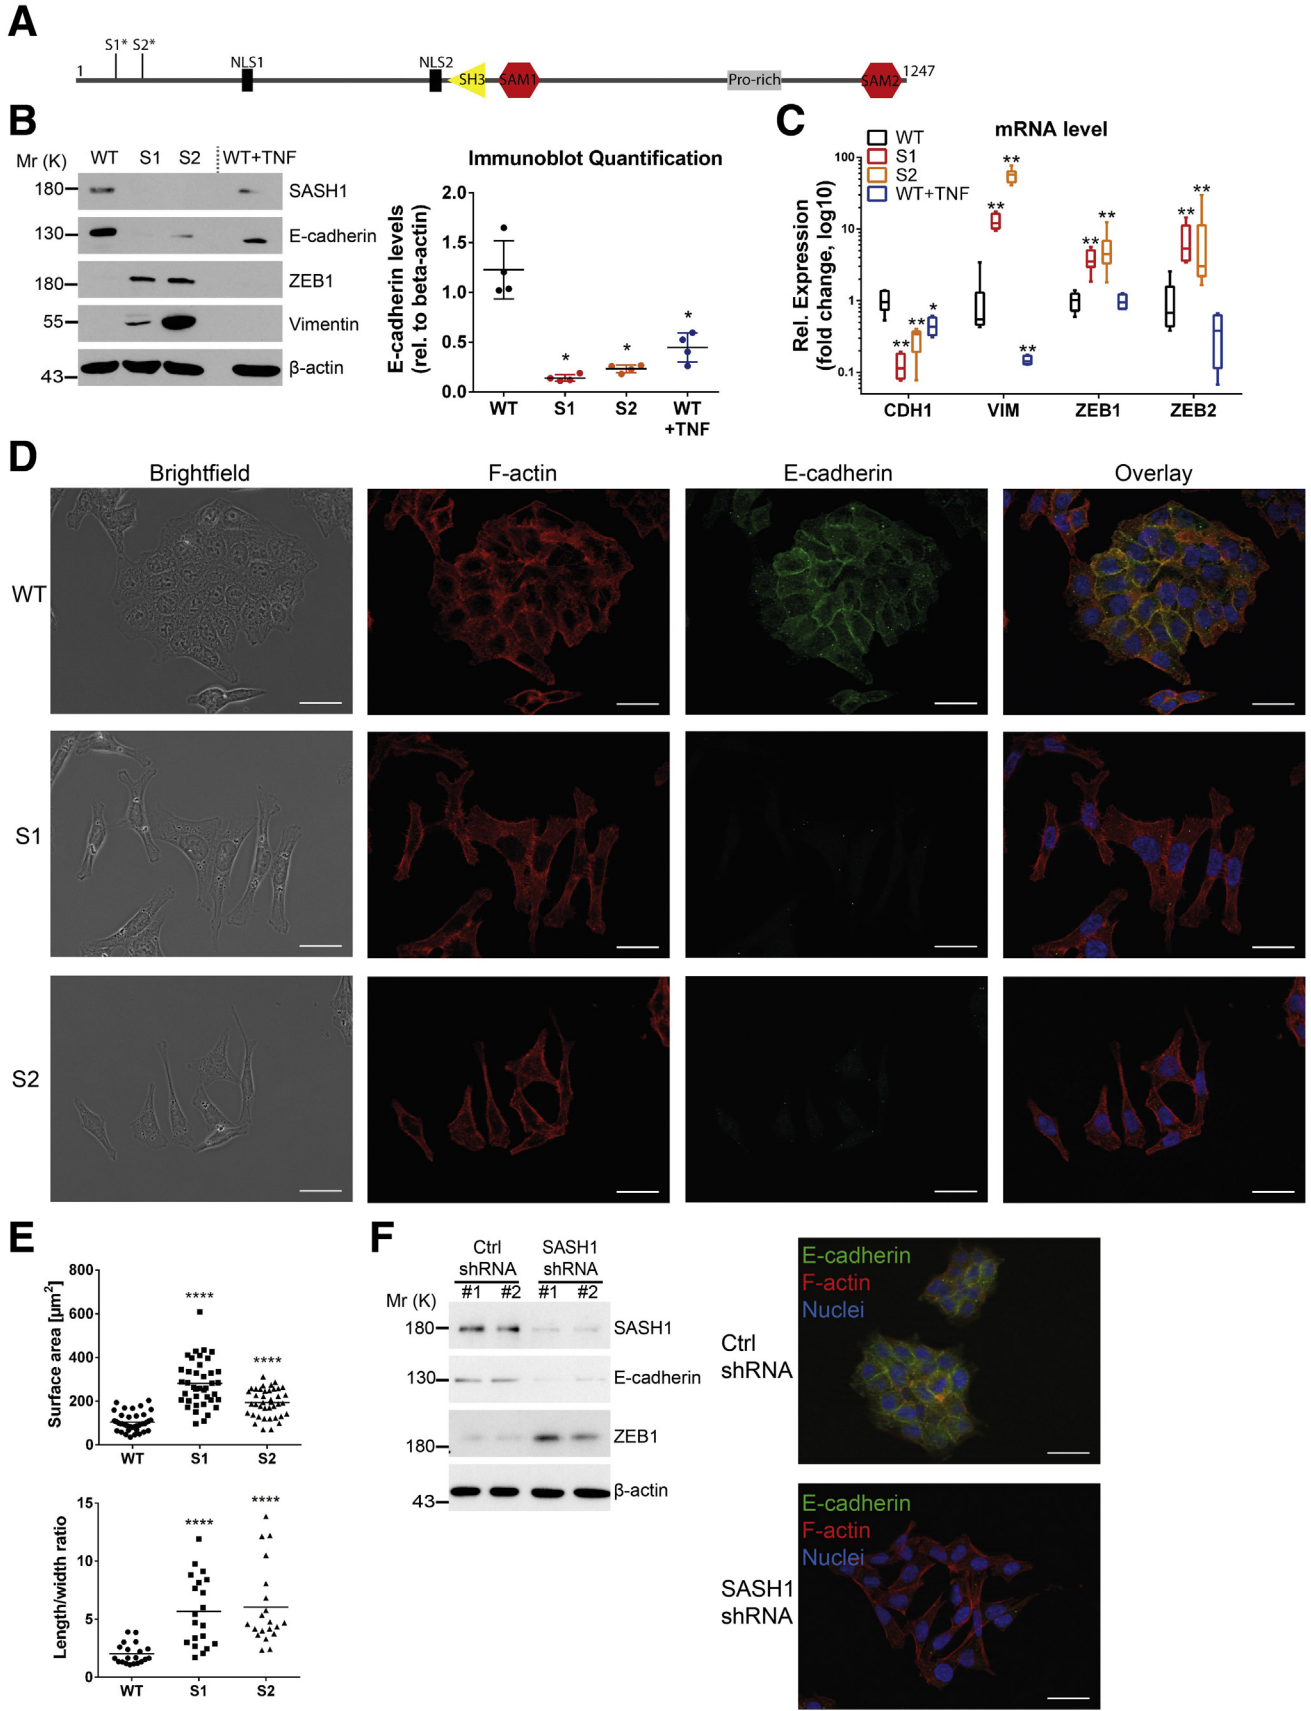 A
S1* S2*
1
NLS1
NLS2
SH3
SAM1
Pro-rich
SAM2
1247
B
Mr (K)
WT S1 S2 WT+TNF
180
SASH1
130
E-cadherin
180
ZEB1
55
Vimentin
43
β-actin
Immunoblot Quantification
E-cadherin levels
(rel. to beta-actin)
2.0
1.5
1.0
0.5
0.0
*
*
*
WT
S1
S2
WT
+TNF
C
mRNA level
WT
S1
S2
WT+TNF
Rel. Expression
(fold change, log10)
100
10
1
0.1
**
**
*
**
**
**
**
**
**
**
CDH1
VIM
ZEB1
ZEB2
D
Brightfield
F-actin
E-cadherin
Overlay
WT
S1
S2
E
Surface area [µm²]
800
600
400
200
0
****
****
WT
S1
S2
Length/width ratio
15
10
5
0
****
****
WT
S1
S2
F
Ctrl
shRNA
SASH1
shRNA
Mr (K)
#1 #2 #1 #2
180
SASH1
130
E-cadherin
180
ZEB1
43
β-actin
Ctrl
shRNA
E-cadherin
F-actin
Nuclei
SASH1
shRNA
E-cadherin
F-actin
Nuclei